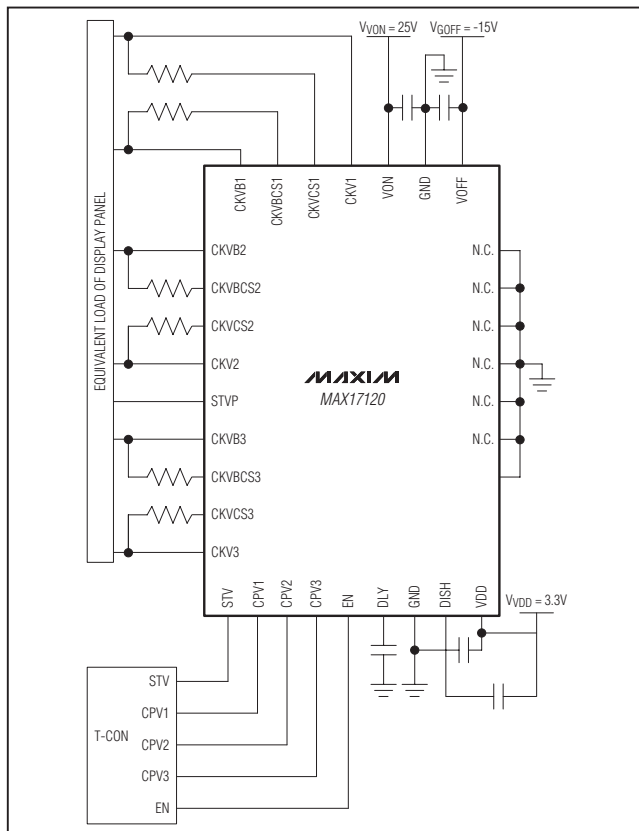 VVON = 25V
VGOFF = -15V
EQUIVALENT LOAD OF DISPLAY PANEL
CKVB1
CKVBCS1
CKVCS1
CKV1
VON
GND
VOFF
CKVB2
CKVBCS2
CKVCS2
CKV2
STVP
CKVB3
CKVBCS3
CKVCS3
CKV3
N.C.
N.C.
N.C.
N.C.
N.C.
N.C.
MAXIM
MAX17120
STV
CPV1
CPV2
CPV3
EN
DLY
GND
DISH
VDD
VVDD = 3.3V
T-CON
STV
CPV1
CPV2
CPV3
EN